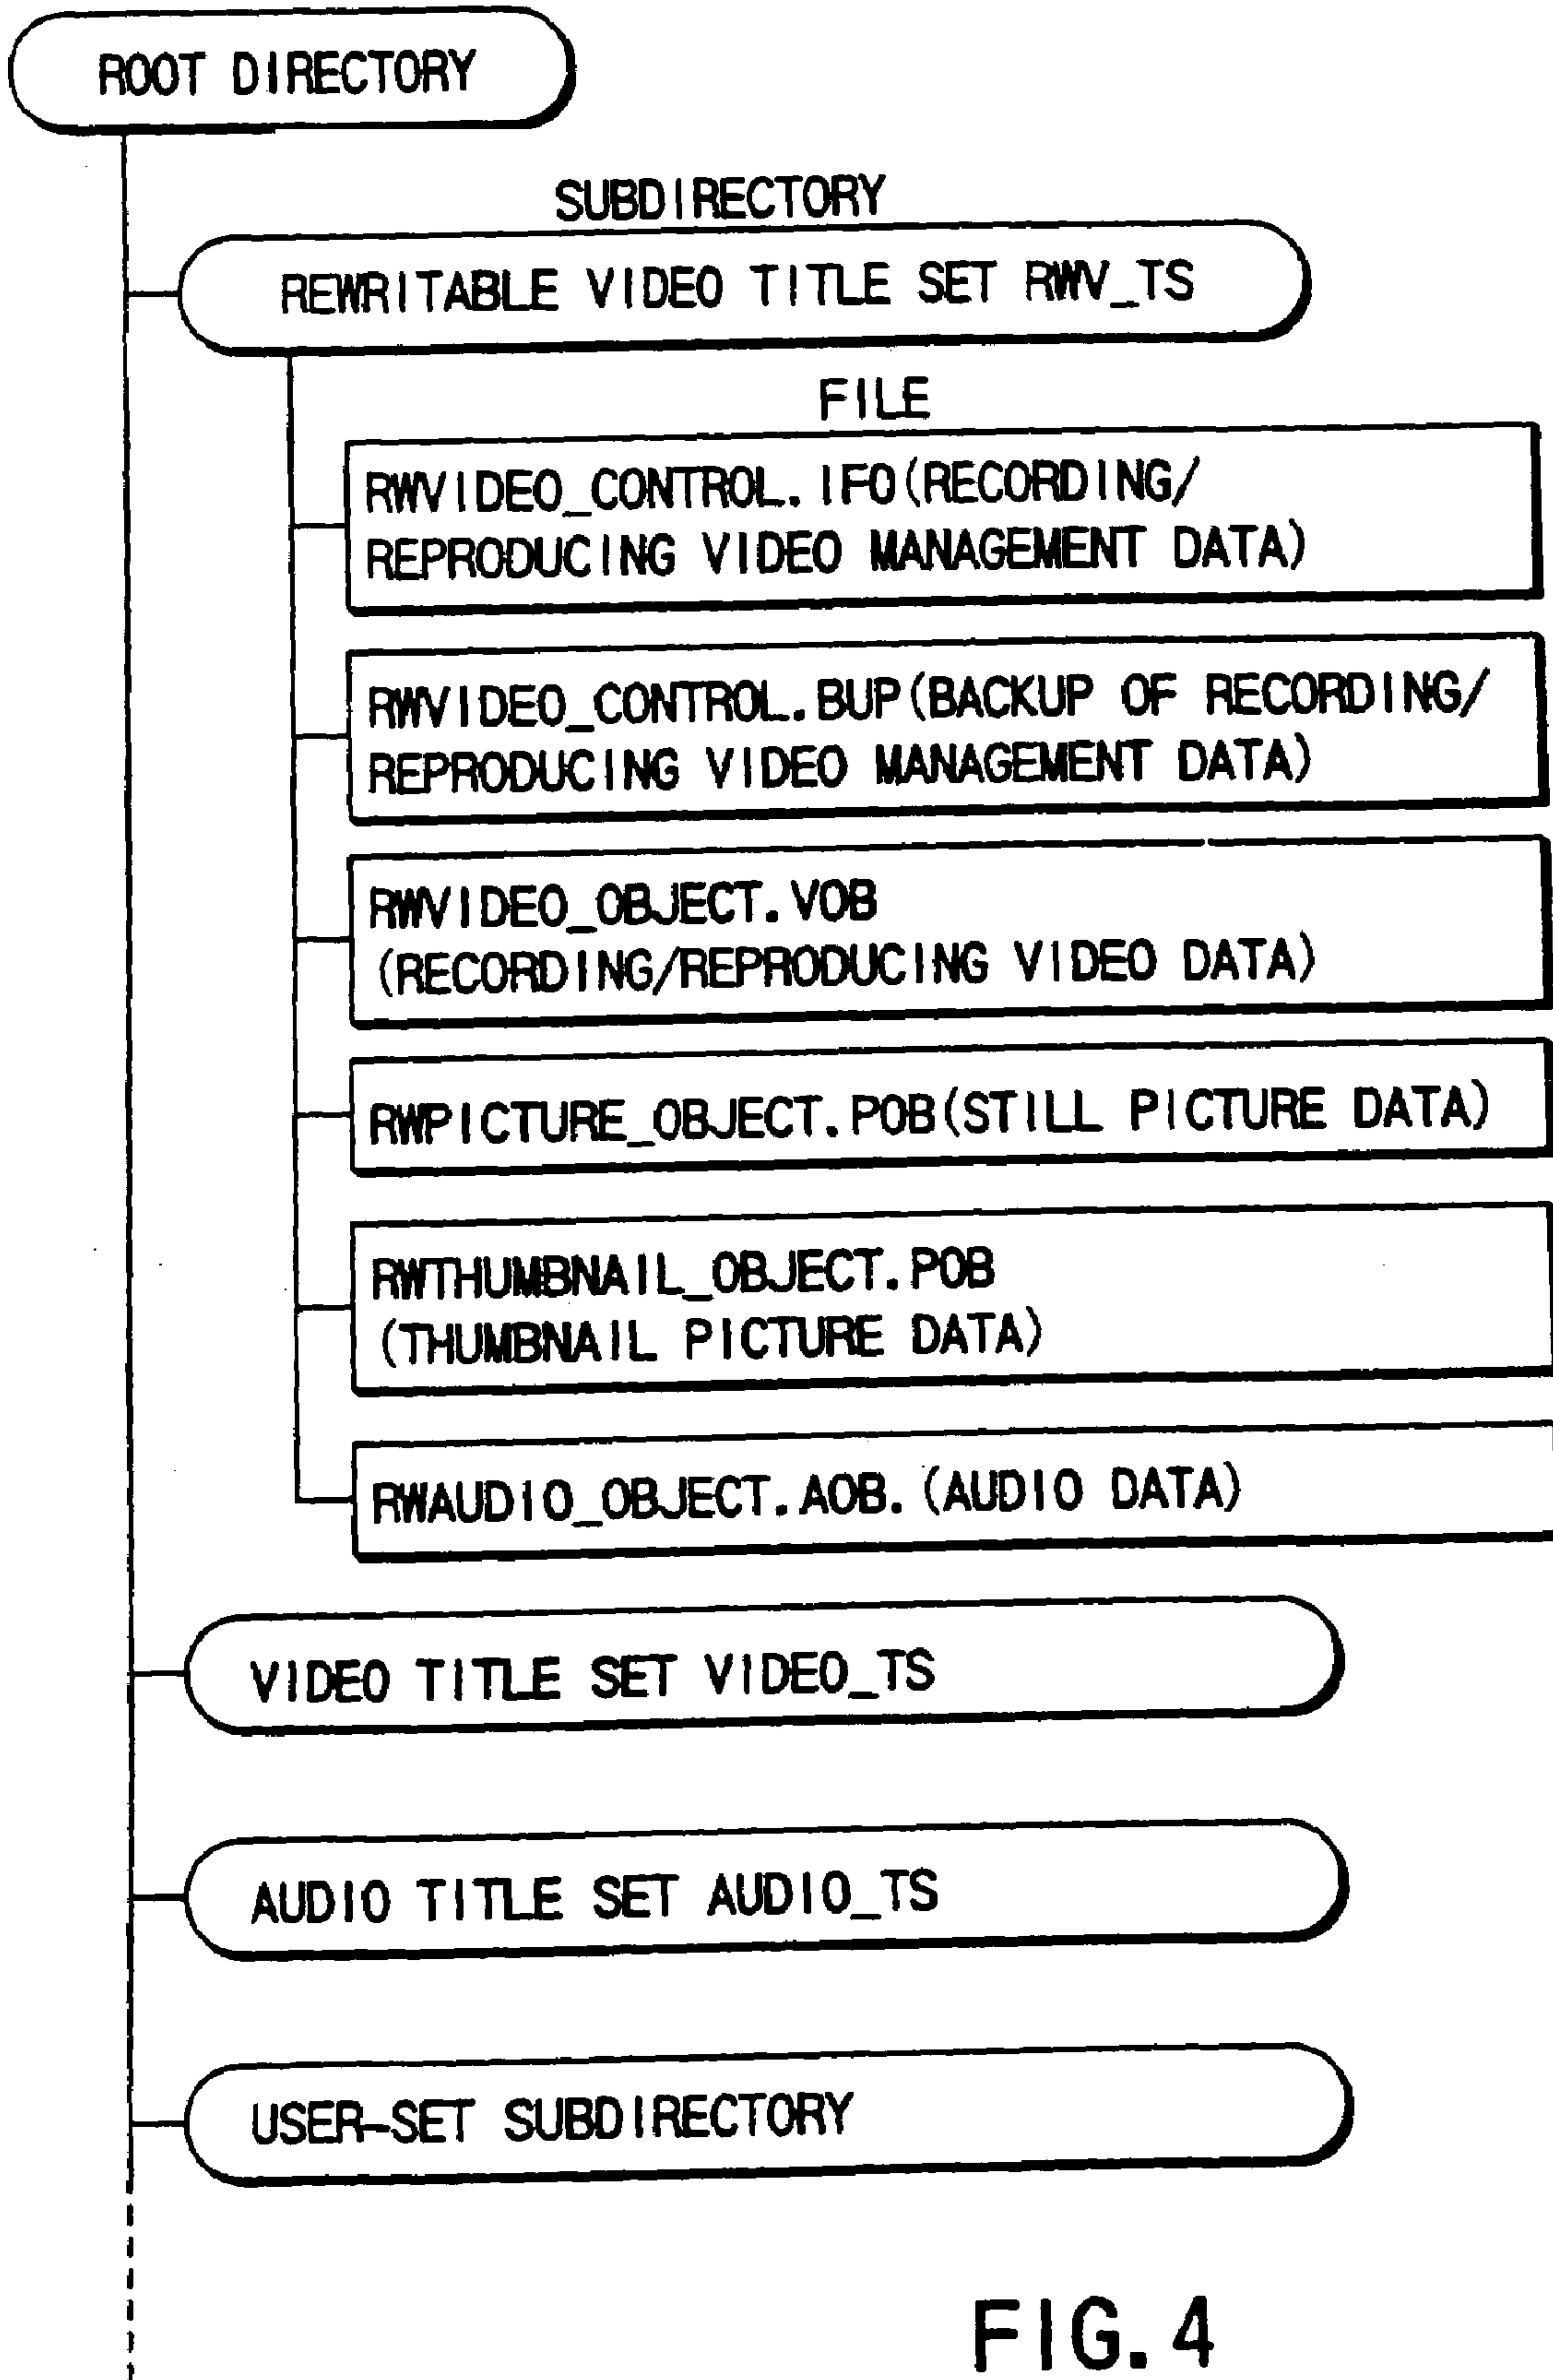 ROOT DIRECTORY
SUBDIRECTORY
REWRITABLE VIDEO TITLE SET RWV_TS
FILE
RWVIDEO_CONTROL.IFO(RECORDING/
REPRODUCING VIDEO MANAGEMENT DATA)
RWVIDEO_CONTROL.BUP(BACKUP OF RECORDING/
REPRODUCING VIDEO MANAGEMENT DATA)
RWVIDEO_OBJECT.VOB
(RECORDING/REPRODUCING VIDEO DATA)
RWPICTURE_OBJECT.POB(STILL PICTURE DATA)
RWTHUMBNAIL_OBJECT.POB
(THUMBNAIL PICTURE DATA)
RWAUDIO_OBJECT.AOB.(AUDIO DATA)
VIDEO TITLE SET VIDEO_TS
AUDIO TITLE SET AUDIO_TS
USER-SET SUBDIRECTORY
FIG.4